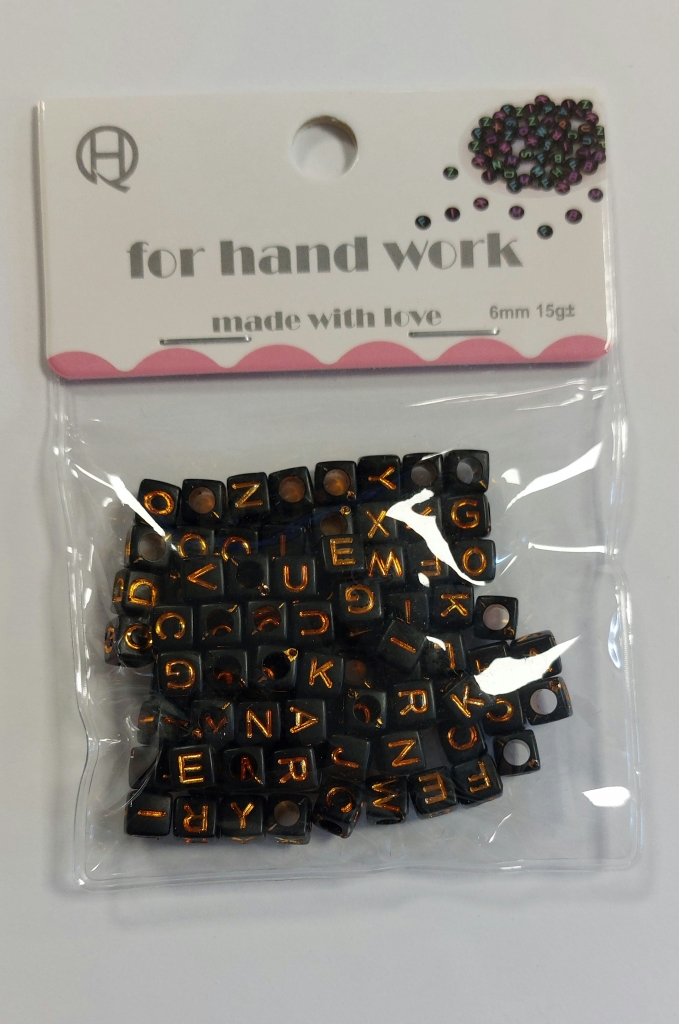 HQ
for hand work
made with love
6mm 15g±
O Z Y
X G
E W O
V U
D G K
C U I
G K
R K
N A
E R J N
I R Y W E F